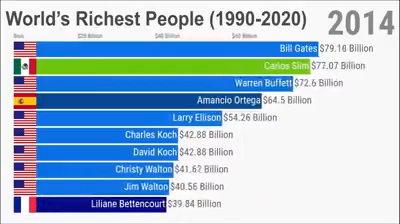 World's Richest People (1990-2020)
2014
$20 Billion $40 Billion $60 Billion
Bill Gates $79.16 Billion
Carlos Slim $77.07 Billion
Warren Buffett $72.6 Billion
Amancio Ortega $64.5 Billion
Larry Ellison $54.26 Billion
Charles Koch $42.88 Billion
David Koch $42.88 Billion
Christy Walton Billion
Jim Walton $40.56 Billion
Liliane Bettencourt $39.84 Billion